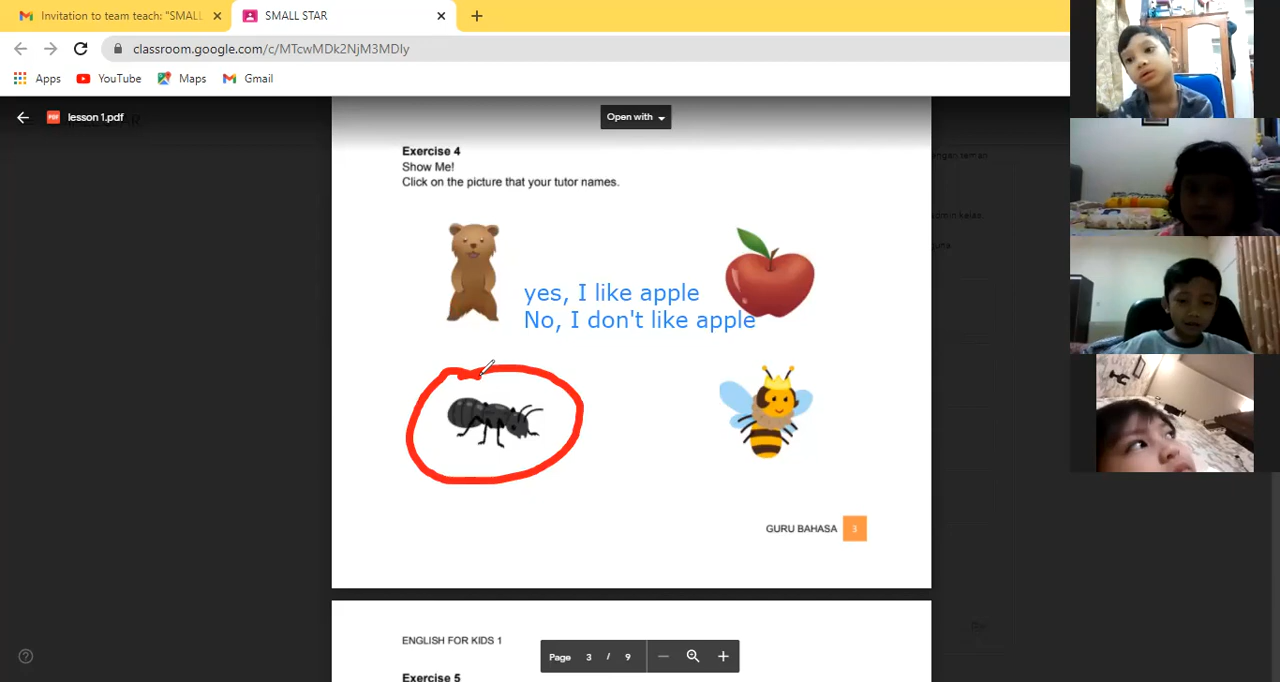 Invitation to team teach: "SMALL
SMALL STAR
classroom.google.com/c/MTcwMDk2NjM3MDIy
Apps
YouTube
Maps
Gmail
PDF
lesson 1.pdf
Open with
Exercise 4
Show Me!
Click on the picture that your tutor names.
yes, I like apple
No, I don't like apple
GURU BAHASA 3
ENGLISH FOR KIDS 1
Page 3 / 9
Exercise 5